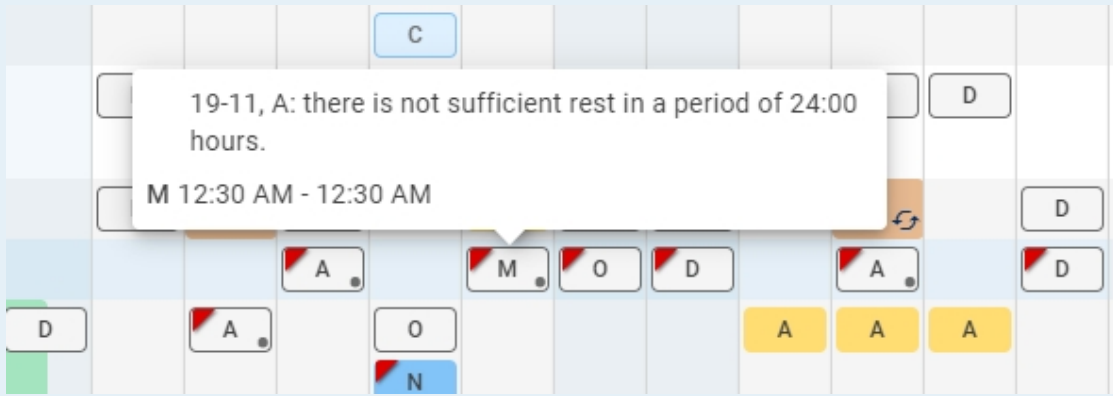 C
D
19-11, A: there is not sufficient rest in a period of 24:00
hours.
M 12:30 AM - 12:30 AM
D
A M O D A D
D A O A A A
N